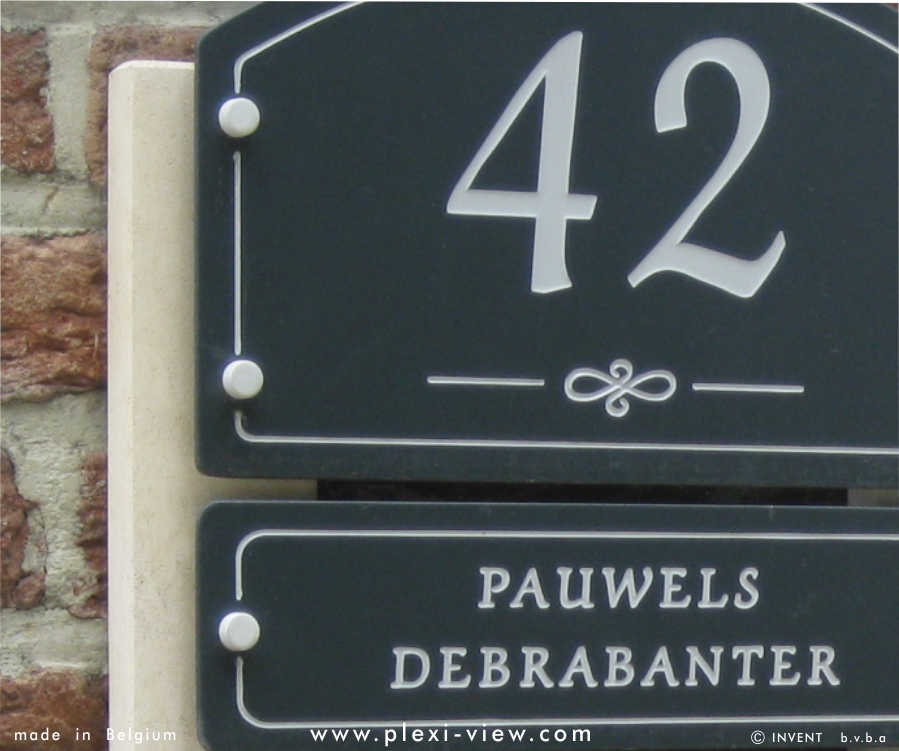 42
PAUWELS
DEBRABANTER
made in Belgium
www.plexi-view.com
© INVENT b.v.b.a